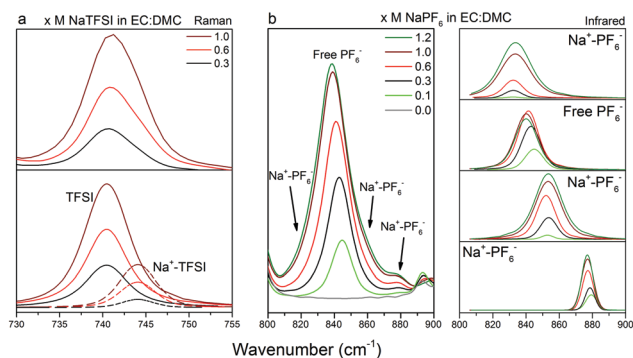 a
x M NaTFSI in EC:DMC
Raman
1.0
0.6
0.3
TFSI
Na⁺-TFSI
730 735 740 745 750 755
b
x M NaPF₆ in EC:DMC
Infrared
Free PF₆⁻
1.2
1.0
0.6
0.3
0.1
0.0
Na⁺-PF₆⁻
Na⁺-PF₆⁻
Na⁺-PF₆⁻
800 820 840 860 880 900
Na⁺-PF₆⁻
Free PF₆⁻
Na⁺-PF₆⁻
Na⁺-PF₆⁻
800 820 840 860 880 900
Wavenumber (cm⁻¹)